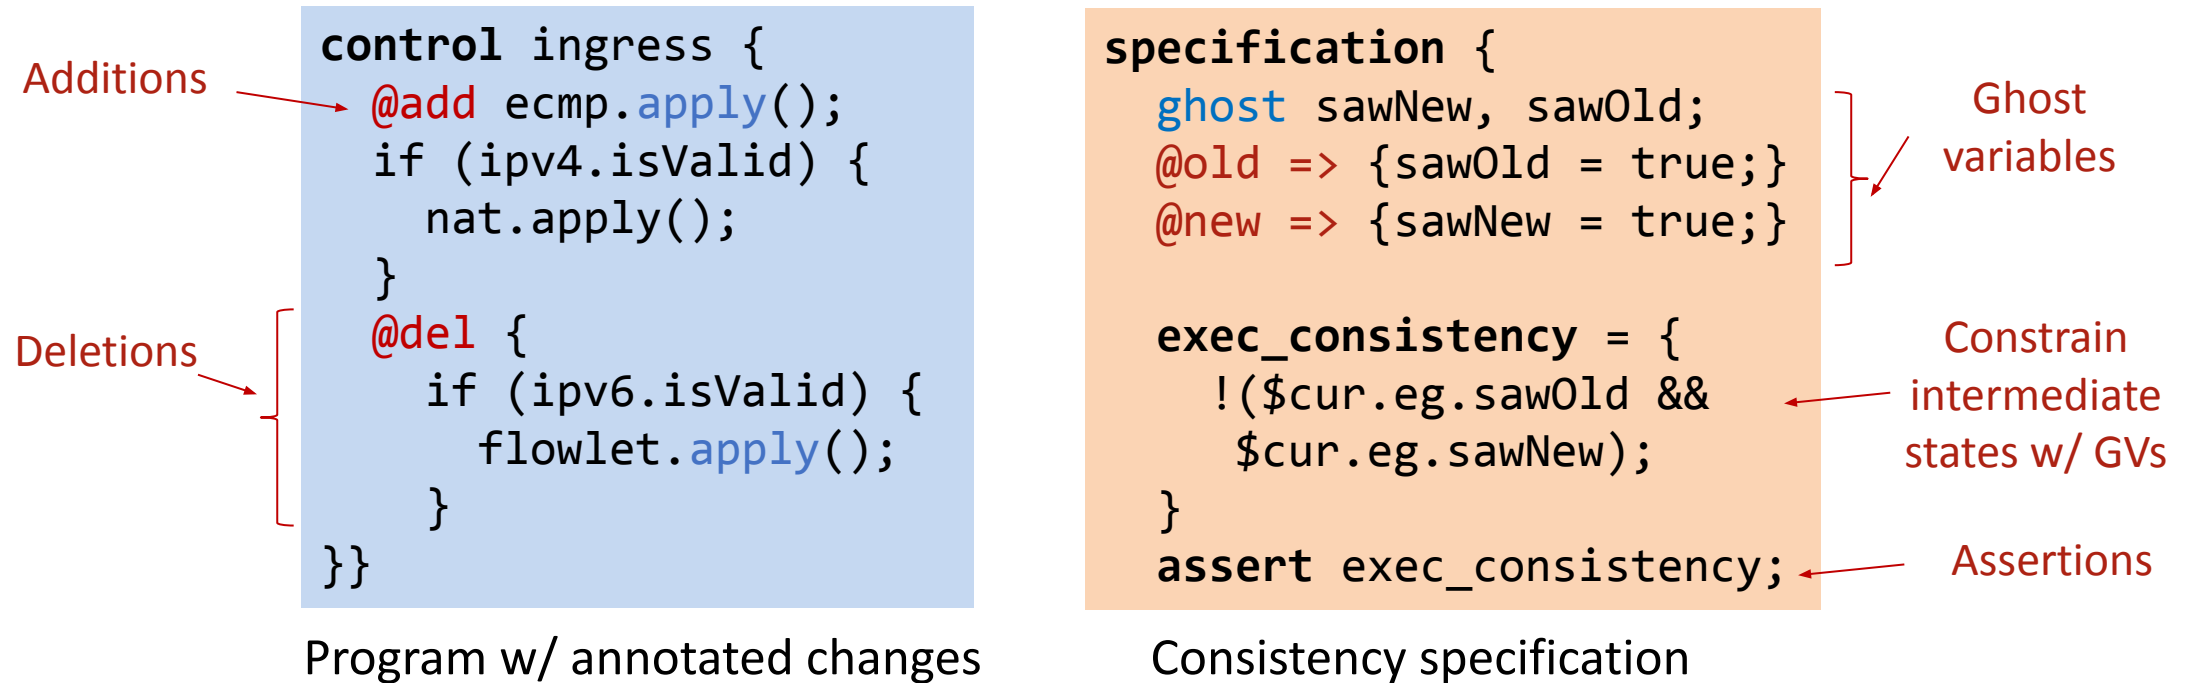 Additions
control ingress {
@add ecmp.apply();
if (ipv4.isValid) {
nat.apply();
}
@del {
if (ipv6.isValid) {
flowlet.apply();
}
}}
Deletions
Program w/ annotated changes
specification {
ghost sawNew, sawOld;
@old => {sawOld = true;}
@new => {sawNew = true;}
exec_consistency = {
!($cur.eg.sawOld &&
$cur.eg.sawNew);
}
assert exec_consistency;
Ghost
variables
Constrain
intermediate
states w/ GVs
Assertions
Consistency specification